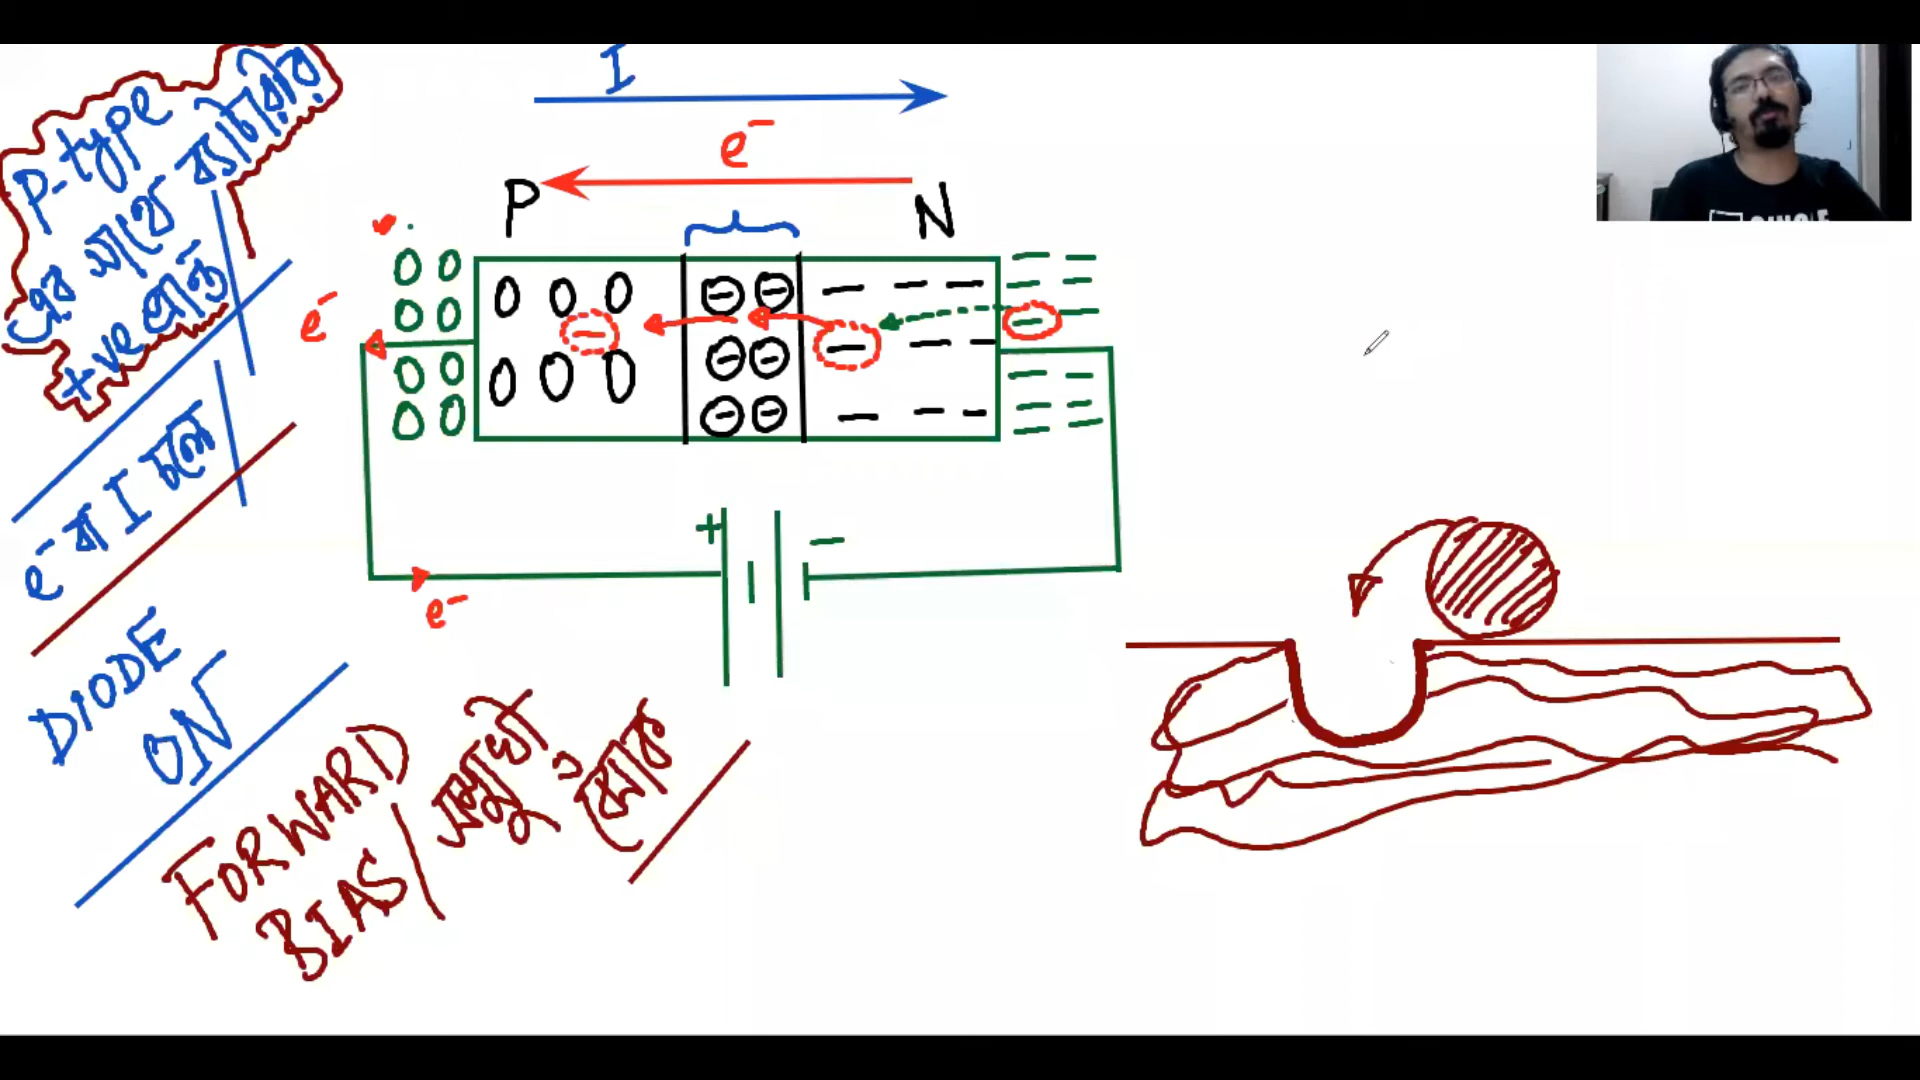 P-type
এর সাথে ব্যাটারীর
+ve প্রান্ত
e⁻ বা I চলে
DIODE
ON
FORWARD
BIAS / সম্মুখী ঝোঁক
I
e⁻
P
N
e⁻
+
−
e⁻